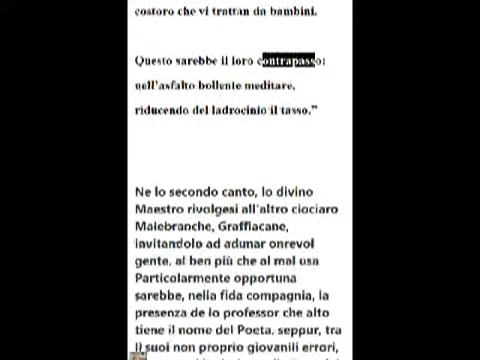 costoro che vi trattan da bambini.
Questo sarebbe il loro contrapasso:
nell'asfalto bollente meditare,
riducendo del ladrocinio il tasso."
Ne lo secondo canto, lo divino
Maestro rivolgesi all'altro ciociaro
Malebranche, Graffiacane,
invitandolo ad adunar onrevol
gente, al ben più che al mal usa
Particolarmente opportuna
sarebbe, nella fida compagnia, la
presenza de lo professor che alto
tiene il nome del Poeta, seppur, tra
li suoi non proprio giovanili errori,